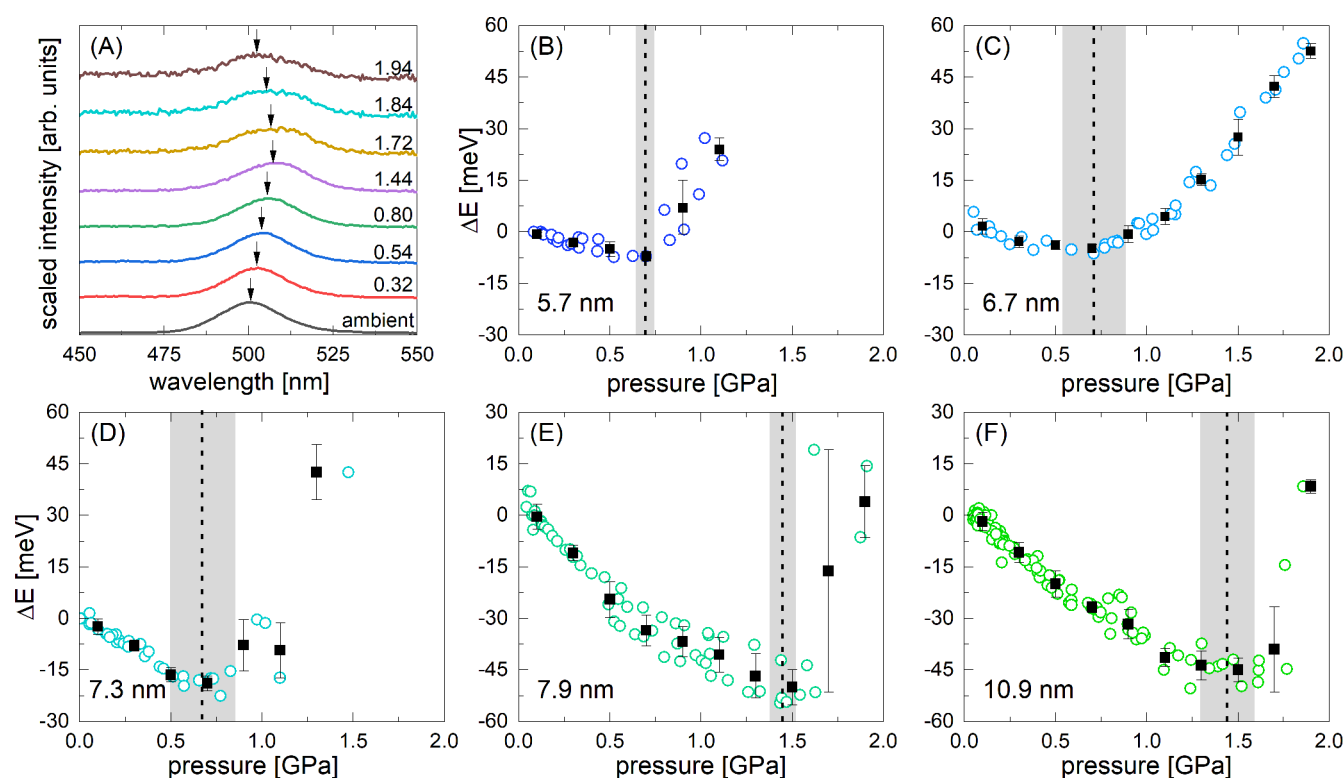 (A)
scaled intensity [arb. units]
1.94
1.84
1.72
1.44
0.80
0.54
0.32
ambient
450 475 500 525 550
wavelength [nm]
(B)
60
45
30
15
0
-15
-30
ΔE [meV]
5.7 nm
0.0 0.5 1.0 1.5 2.0
pressure [GPa]
(C)
60
45
30
15
0
-15
-30
ΔE [meV]
6.7 nm
0.0 0.5 1.0 1.5 2.0
pressure [GPa]
(D)
60
45
30
15
0
-15
-30
ΔE [meV]
7.3 nm
0.0 0.5 1.0 1.5 2.0
pressure [GPa]
(E)
30
15
0
-15
-30
-45
-60
7.9 nm
0.0 0.5 1.0 1.5 2.0
pressure [GPa]
(F)
30
15
0
-15
-30
-45
-60
10.9 nm
0.0 0.5 1.0 1.5 2.0
pressure [GPa]